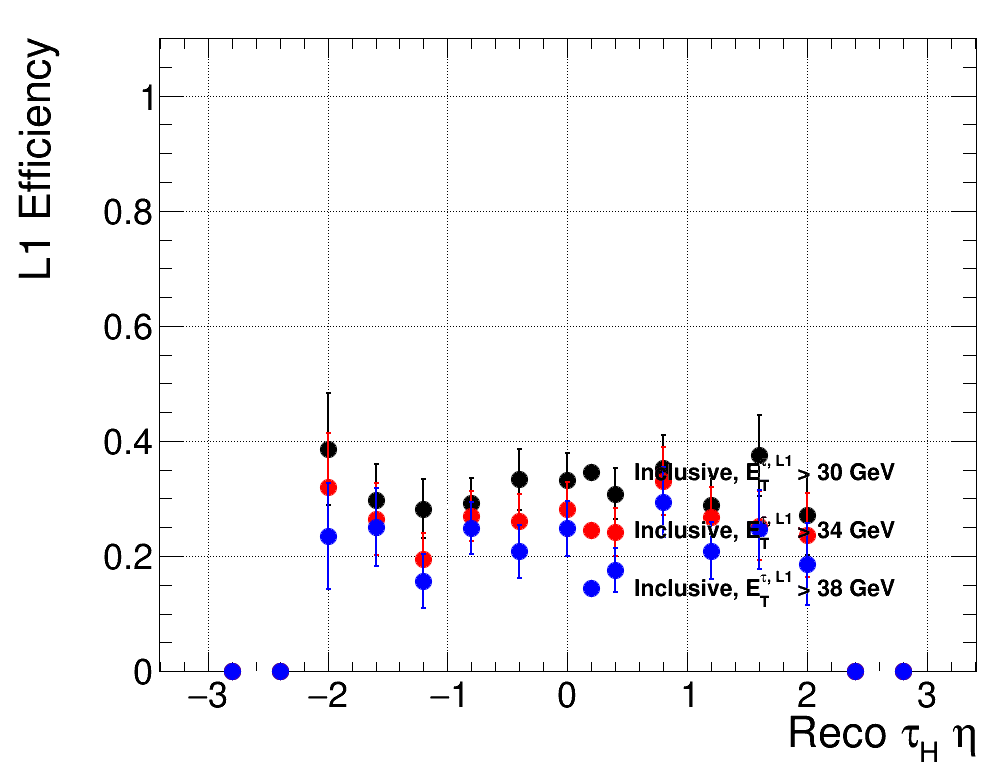 L1 Efficiency
1
0.8
0.6
0.4
0.2
0
−3 −2 −1 0 1 2 3
Reco τ_H η
Inclusive, E_T^{τ, L1} > 30 GeV
Inclusive, E_T^{τ, L1} > 34 GeV
Inclusive, E_T^{τ, L1} > 38 GeV